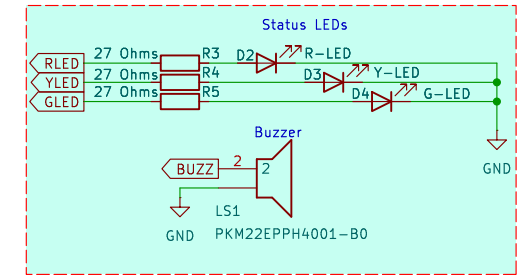 Status LEDs
RLED 27 Ohms R3 D2 R-LED
YLED 27 Ohms R4 D3 Y-LED
GLED 27 Ohms R5 D4 G-LED
GND
Buzzer
BUZZ 2 2
LS1
GND PKM22EPPH4001-B0